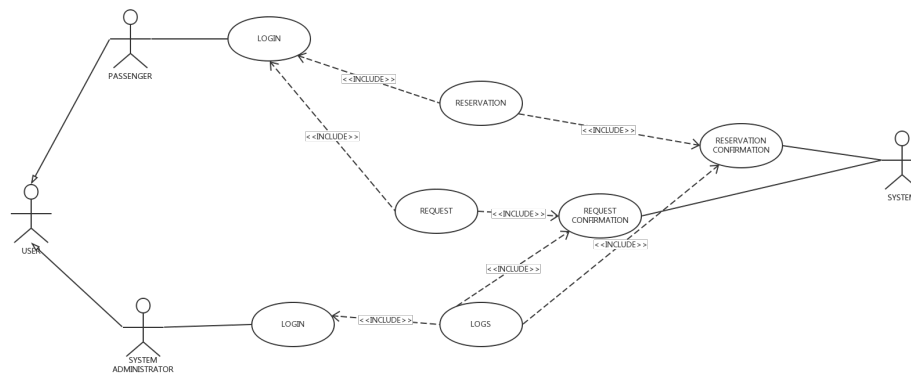 LOGIN
PASSENGER
<<INCLUDE>>
RESERVATION
<<INCLUDE>>
<<INCLUDE>>
RESERVATION
CONFIRMATION
SYSTEM
REQUEST
<<INCLUDE>>
REQUEST
CONFIRMATION
USER
<<INCLUDE>>
<<INCLUDE>>
LOGIN
<<INCLUDE>>
LOGS
SYSTEM
ADMINISTRATOR